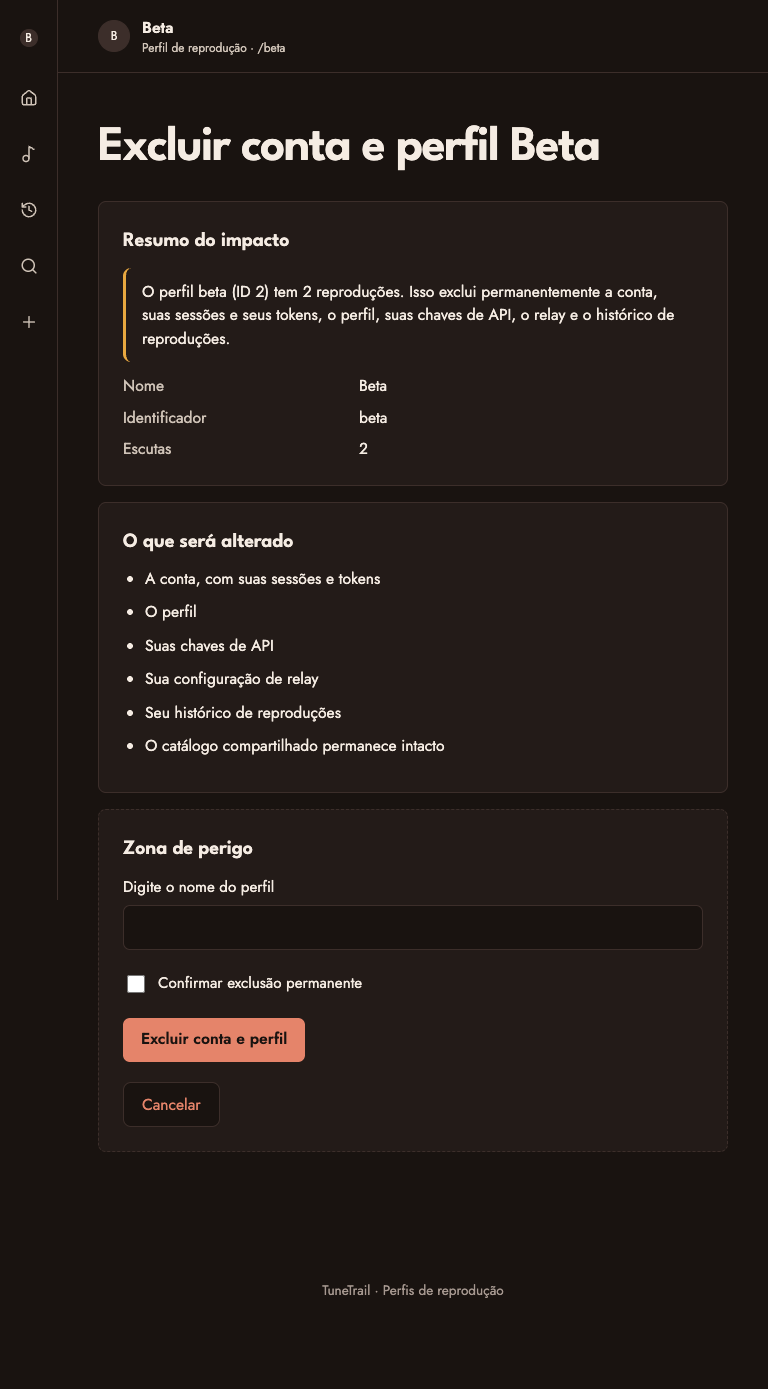 B
B
Beta
Perfil de reprodução · /beta
Excluir conta e perfil Beta
Resumo do impacto
O perfil beta (ID 2) tem 2 reproduções. Isso exclui permanentemente a conta,
suas sessões e seus tokens, o perfil, suas chaves de API, o relay e o histórico de
reproduções.
Nome Beta
Identificador beta
Escutas 2
O que será alterado
• A conta, com suas sessões e tokens
• O perfil
• Suas chaves de API
• Sua configuração de relay
• Seu histórico de reproduções
• O catálogo compartilhado permanece intacto
Zona de perigo
Digite o nome do perfil
Confirmar exclusão permanente
Excluir conta e perfil
Cancelar
TuneTrail · Perfis de reprodução